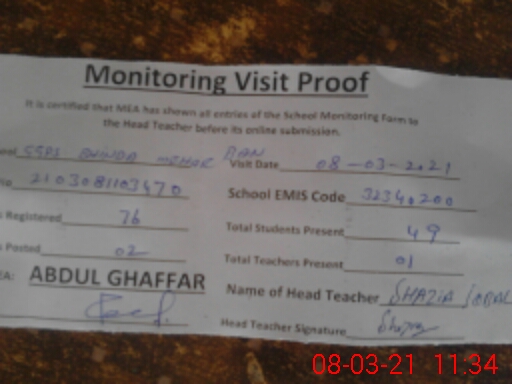 Monitoring Visit Proof
It is certified that MEA has shown all entries of the School Monitoring Form to
the Head Teacher before its online submission.
Visit Date 08-03-2021
2103081103470
School EMIS Code 32340200
Registered 76
Total Students Present 49
Posted 02
Total Teachers Present 01
EA: ABDUL GHAFFAR
Name of Head Teacher SHAZIA IQBAL
Head Teacher Signature
08-03-21 11:34